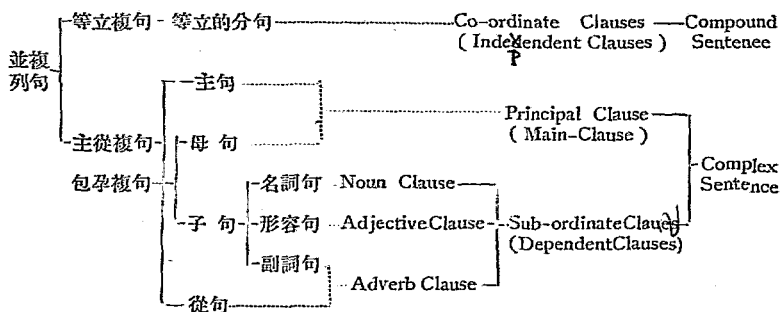 等立複句 等立的分句 Co-ordinate Clauses Compound
(Indedendent Clauses) Sentenee
p
並複
列句
主句
Principal Clause
(Main-Clause)
主從複句 母句
包孕複句
Complex
Sentence
名詞句 Noun Clause
子句 形容句 Adjective Clause Sub-ordinate Claues
(Dependent Clauses)
副詞句
Adverb Clause
從句